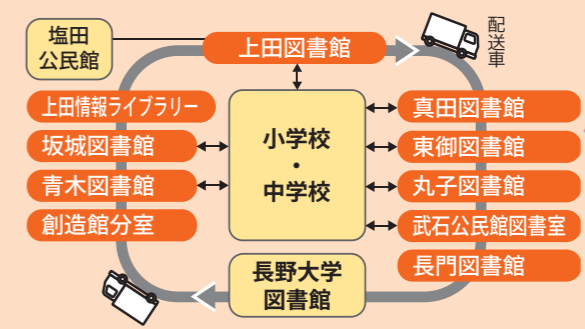 塩田
公民館
上田図書館
配送車
上田情報ライブラリー
坂城図書館
青木図書館
創造館分室
小学校
・
中学校
真田図書館
東御図書館
丸子図書館
武石公民館図書室
長門図書館
長野大学
図書館